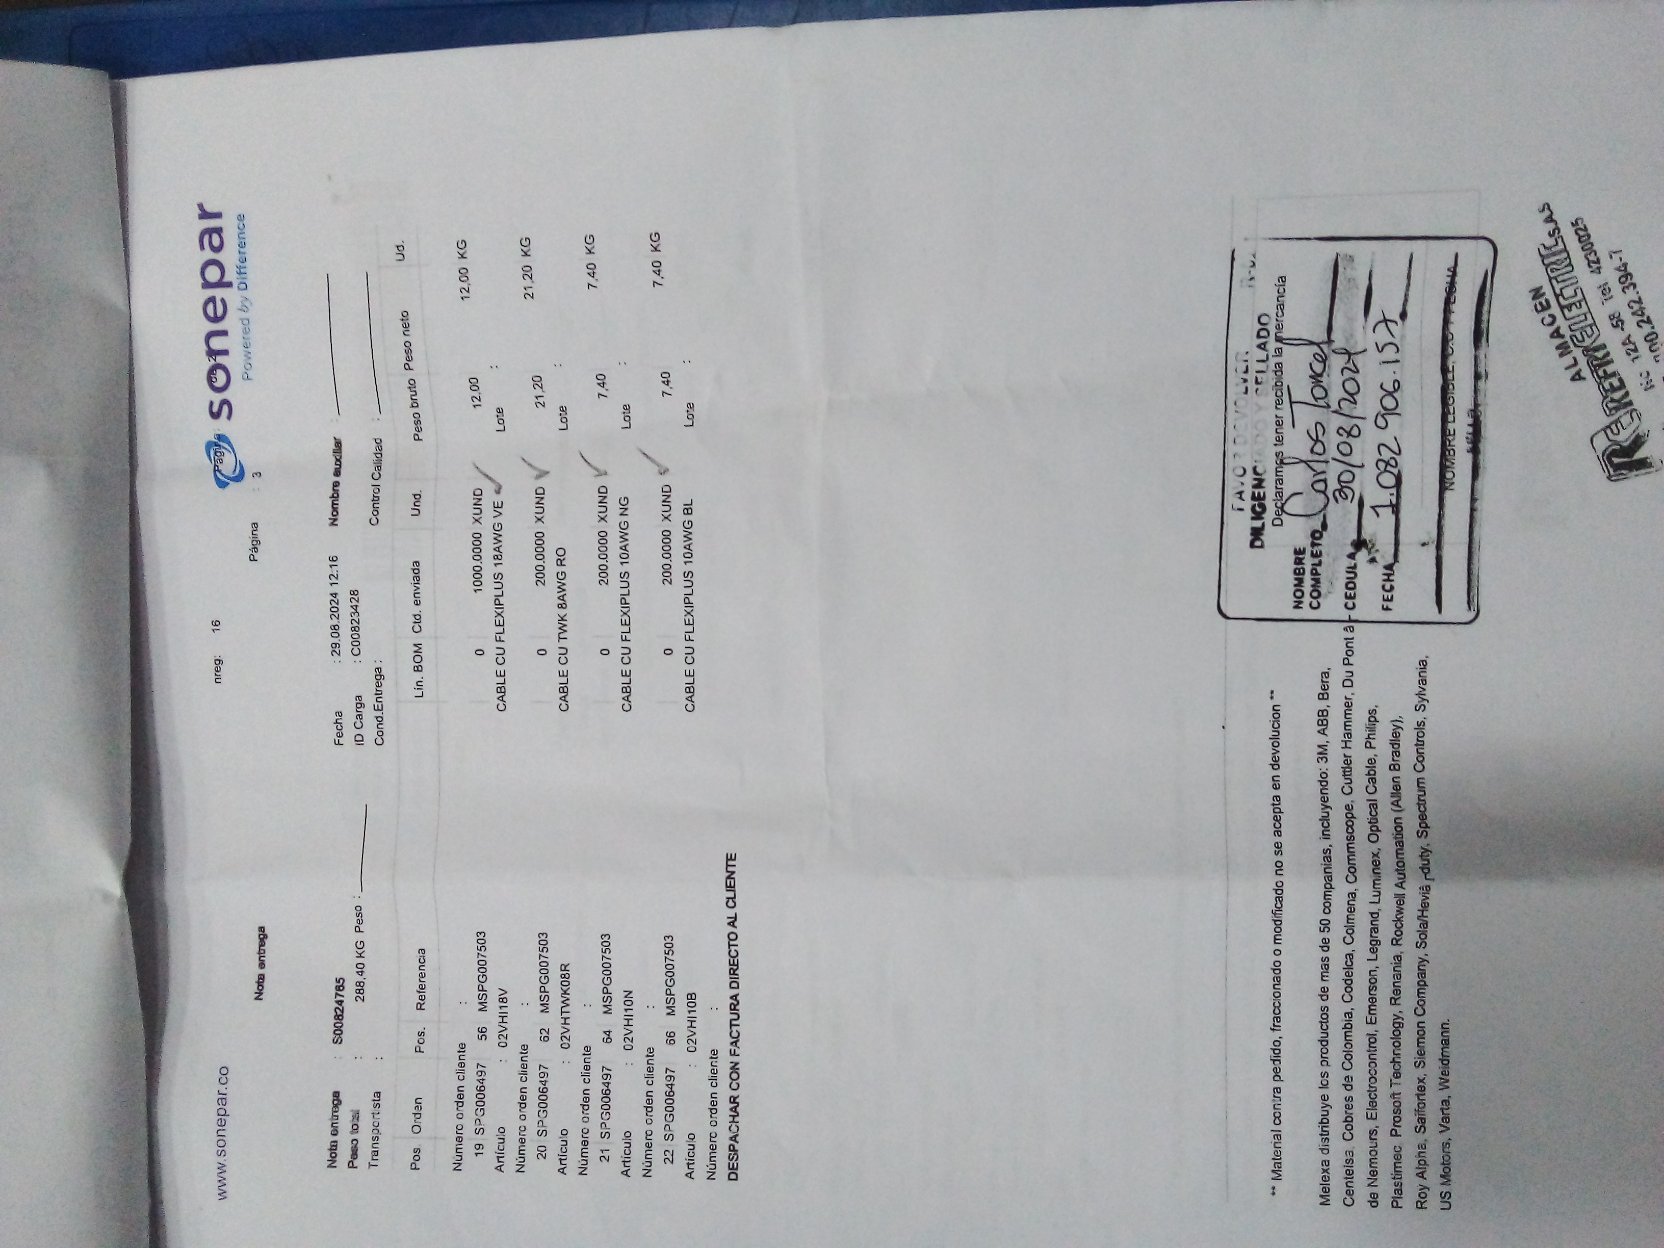 www.sonepar.co
nreg: 16
Página:
sonepar
Powered by Difference
Nota entrega
Página : 3
Nota entrega : S00824765
Fecha : 29.08.2024 12:16
Nombre auxiliar :
Peso total : 288,40 KG Peso :
ID Carga : C00823428
Transportista :
Cond.Entrega :
Control Calidad :
Pos. Orden Pos. Referencia Lín. BOM Ctd. enviada Und. Peso bruto Peso neto Ud.
Número orden cliente :
19 SPG006497 56 MSPG007503 0 1000.0000 XUND 12,00 12,00 KG
Artículo : 02VHI18V CABLE CU FLEXIPLUS 18AWG VE Lote :
Número orden cliente :
20 SPG006497 62 MSPG007503 0 200.0000 XUND 21,20 21,20 KG
Artículo : 02VHTWK08R CABLE CU TWK 8AWG RO Lote :
Número orden cliente :
21 SPG006497 64 MSPG007503 0 200.0000 XUND 7,40 7,40 KG
Artículo : 02VHI10N CABLE CU FLEXIPLUS 10AWG NG Lote :
Número orden cliente :
22 SPG006497 66 MSPG007503 0 200.0000 XUND 7,40 7,40 KG
Artículo : 02VHI10B CABLE CU FLEXIPLUS 10AWG BL Lote :
Número orden cliente :
DESPACHAR CON FACTURA DIRECTO AL CLIENTE
** Material contra pedido, fraccionado o modificado no se acepta en devolucion **
Melexa distribuye los productos de mas de 50 companias, incluyendo: 3M, ABB, Bera,
Centelsa, Cobres de Colombia, Codelca, Colmena, Commscope, Cuttler Hammer, Du Pont
de Nemours, Electrocontrol, Emerson, Legrand, Luminex, Optical Cable, Philips,
Plastimec, Prosoft Technology, Renania, Rockwell Automation (Allen Bradley),
Roy Alpha, Saifortex, Siemon Company, Sola/Heviá duty, Spectrum Controls, Sylvania,
US Motors, Varta, Weidmann.
DILIGENCIADO Y SELLADO
Declaramos tener recibida la mercancía
NOMBRE
COMPLETO Carlos
CEDULA 30/08/2024
FECHA 1.082 906.157
NOMBRE LEGIBLE,
ALMACEN
ELECTRIC S.A.S
12A - 58 Tel 4230025